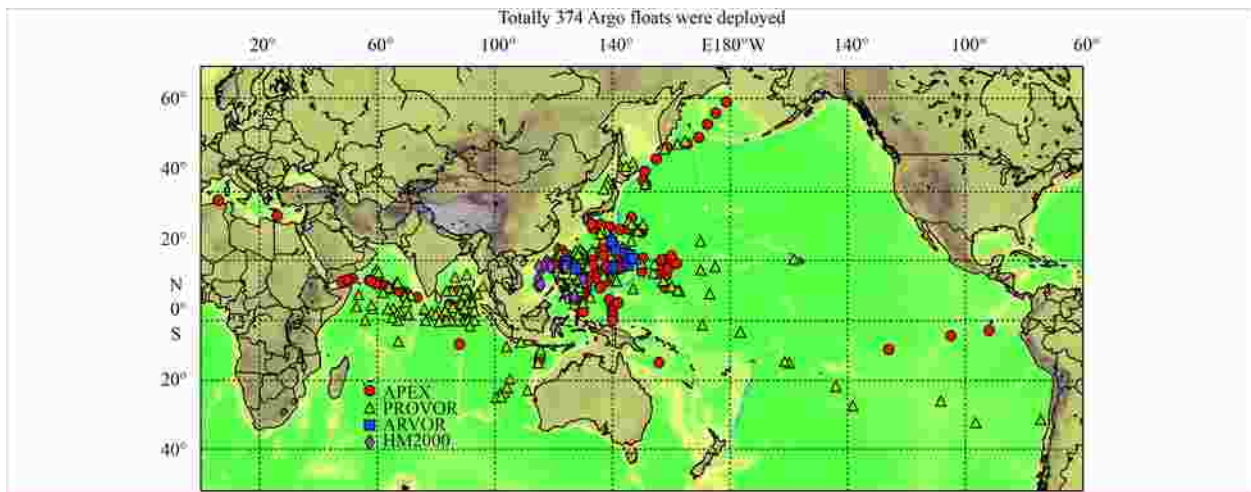 Totally 374 Argo floats were deployed
20° 60° 100° 140° E180°W 140° 100° 60°
60°
40°
20°
N
0°
S
20°
40°
APEX
PROVOR
ARVOR
HM2000